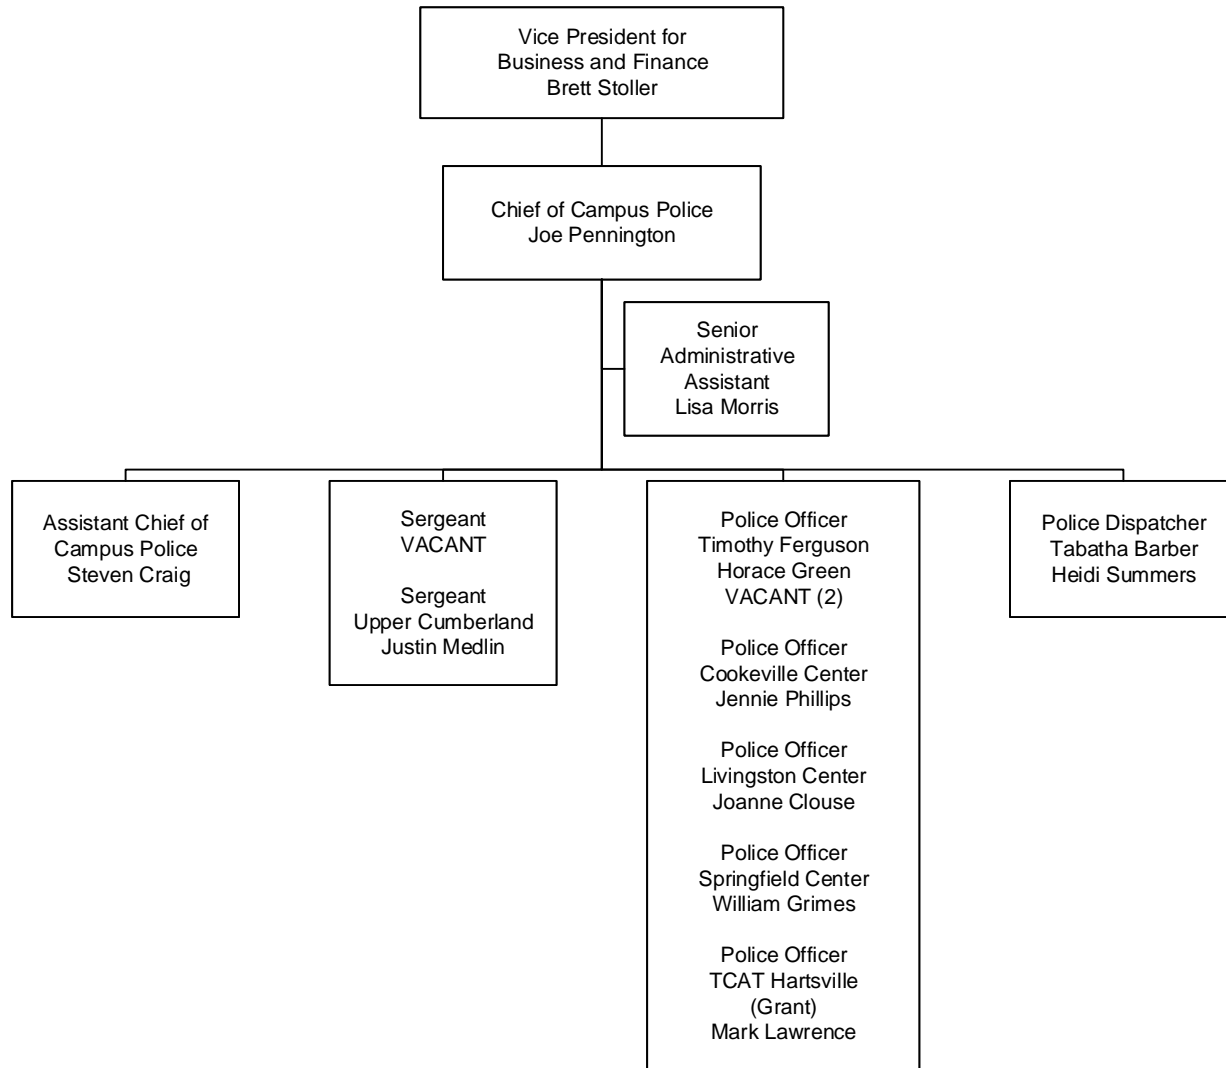 Vice President for
Business and Finance
Brett Stoller
Chief of Campus Police
Joe Pennington
Senior
Administrative
Assistant
Lisa Morris
Assistant Chief of
Campus Police
Steven Craig
Sergeant
VACANT
Sergeant
Upper Cumberland
Justin Medlin
Police Officer
Timothy Ferguson
Horace Green
VACANT (2)
Police Officer
Cookeville Center
Jennie Phillips
Police Officer
Livingston Center
Joanne Clouse
Police Officer
Springfield Center
William Grimes
Police Officer
TCAT Hartsville
(Grant)
Mark Lawrence
Police Dispatcher
Tabatha Barber
Heidi Summers